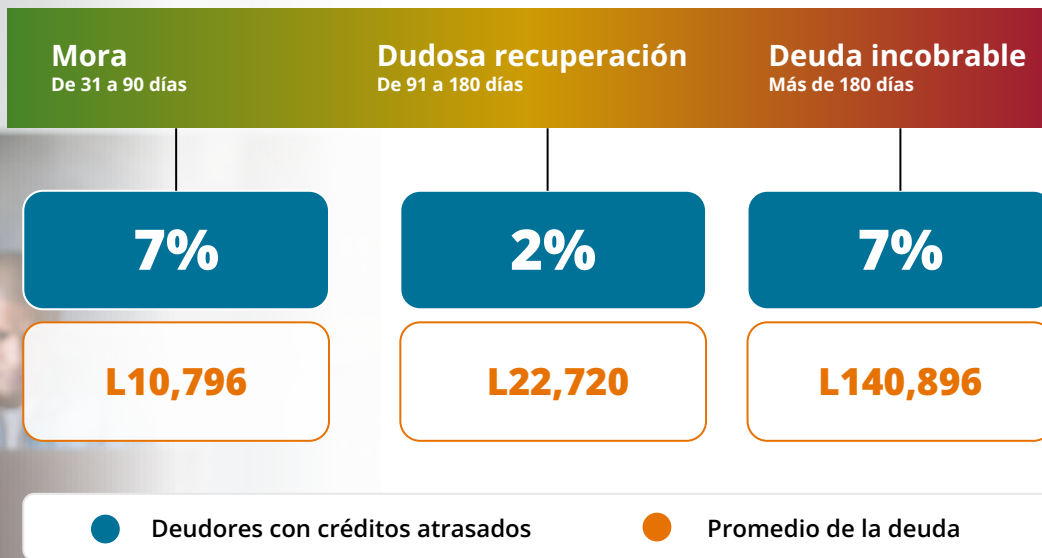 Mora
De 31 a 90 días
Dudosa recuperación
De 91 a 180 días
Deuda incobrable
Más de 180 días
7%
2%
7%
L10,796
L22,720
L140,896
Deudores con créditos atrasados
Promedio de la deuda